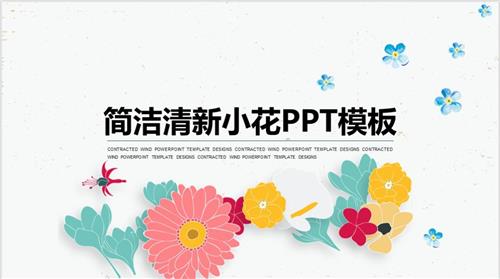 简洁清新小花PPT模板
CONTRACTED WIND POWERPOINT TEMPLATE DESIGNS CONTRACTED WIND POWERPOINT TEMPLATE DESIGNS CONTRACTED
WIND POWERPOINT TEMPLATE DESIGNS CONTRACTED WIND POWERPOINT TEMPLATE DESIGNS